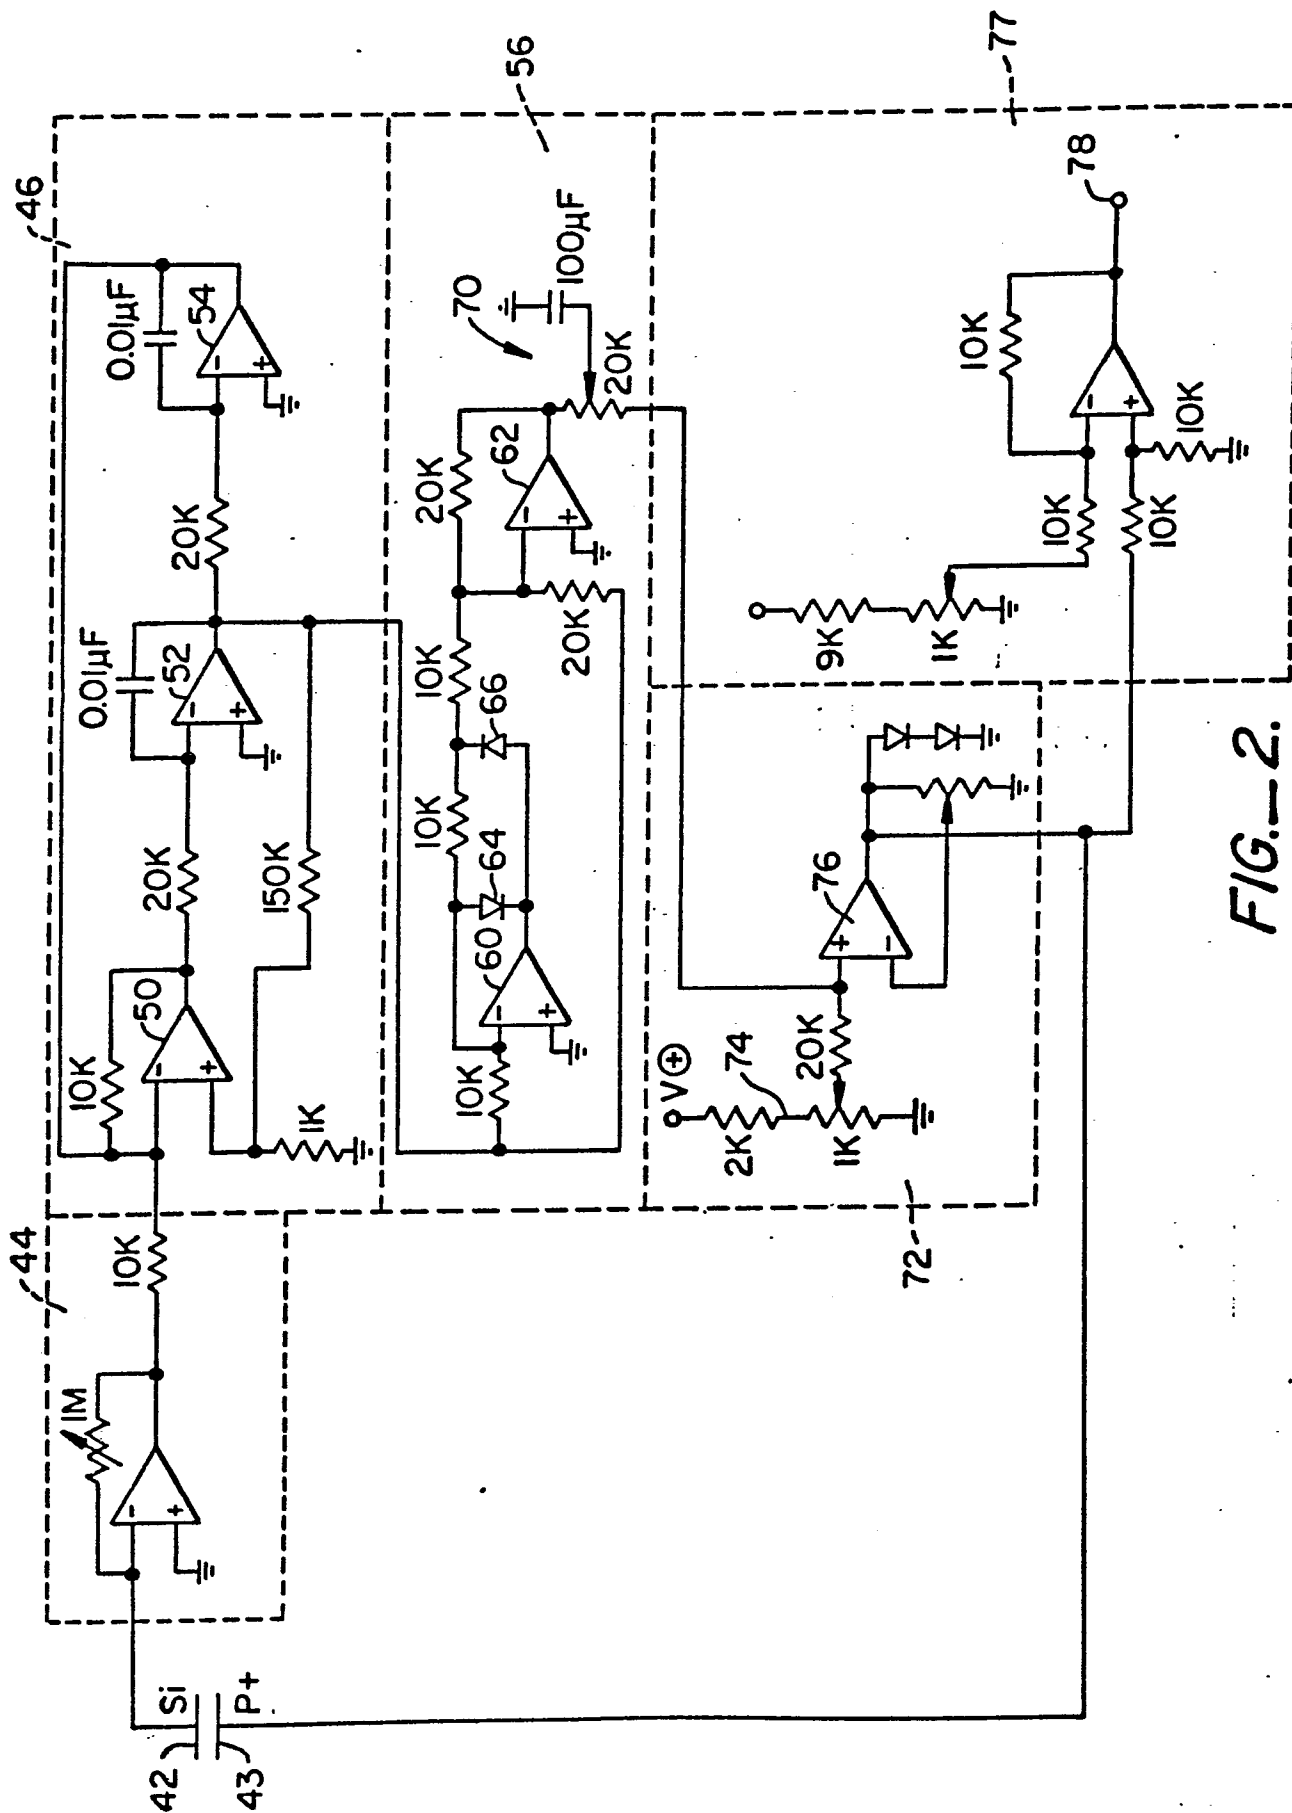 44
46
1M
10K
10K
50
1K
20K
150K
0.01µF
52
20K
0.01µF
54
42
Si
43
P+
56
10K
60
64
10K
66
10K
20K
20K
62
70
100µF
20K
72
V+
2K
74
1K
20K
76
77
9K
1K
10K
10K
10K
10K
78
FIG.—2.
- + - + - + - + - + - + + - - +